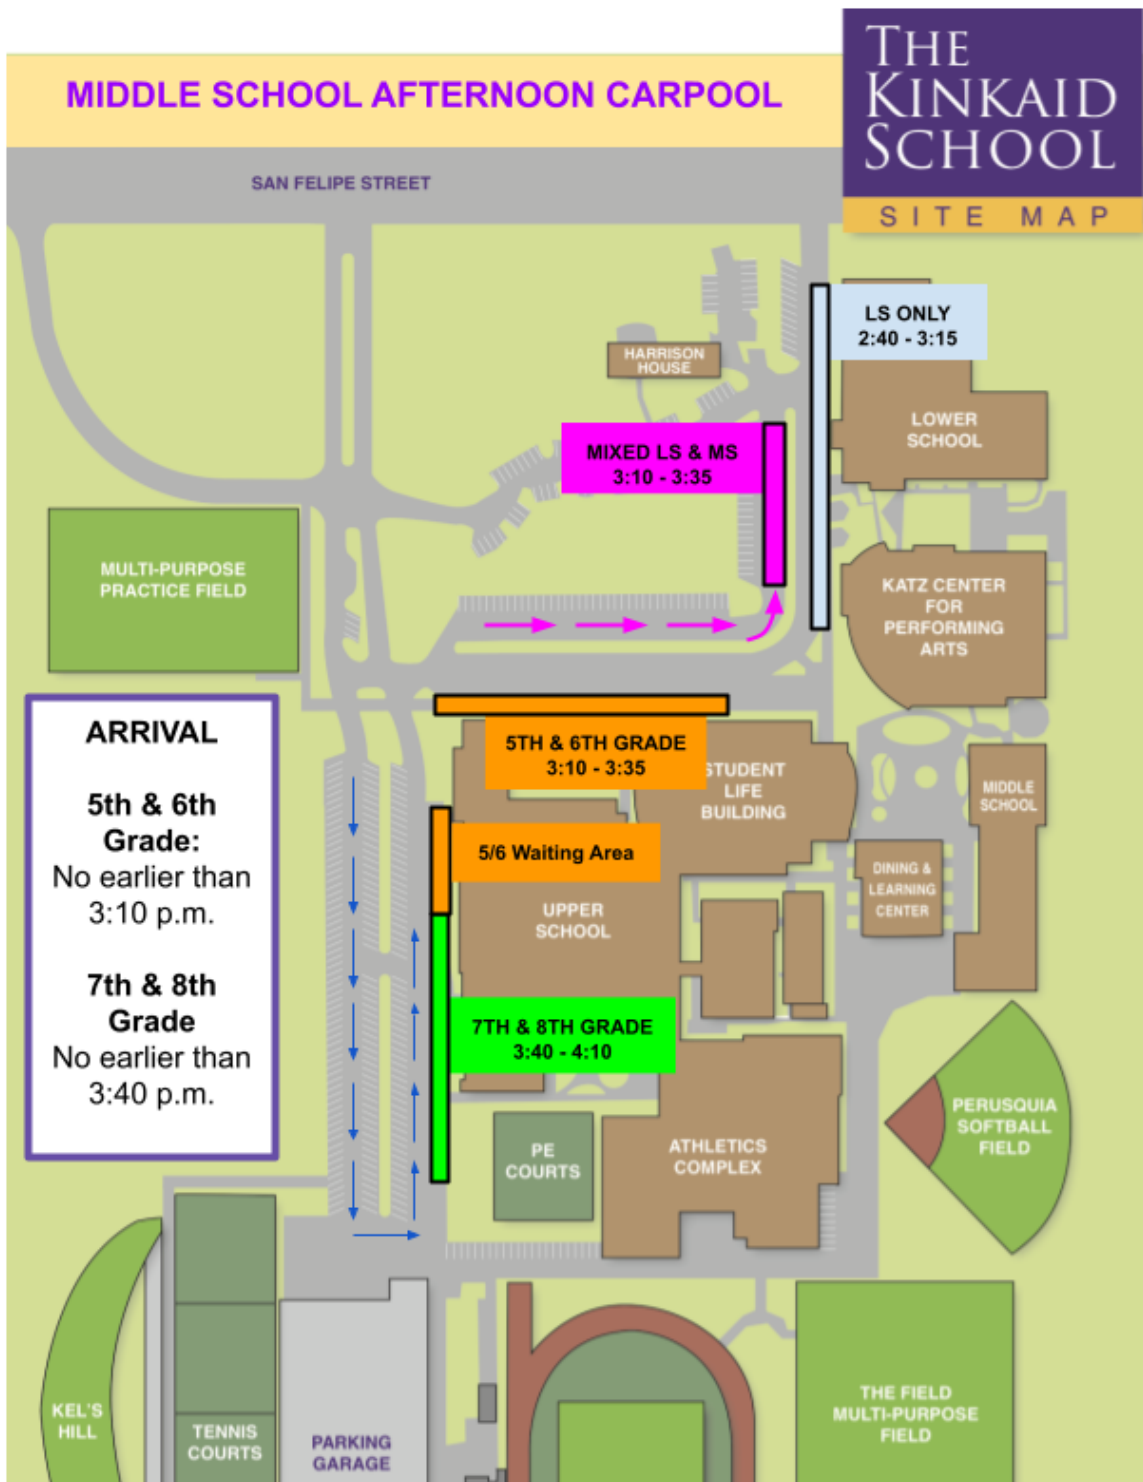 MIDDLE SCHOOL AFTERNOON CARPOOL
THE
KINKAID
SCHOOL
SITE MAP
SAN FELIPE STREET
LS ONLY
2:40 - 3:15
HARRISON
HOUSE
LOWER
SCHOOL
MIXED LS & MS
3:10 - 3:35
MULTI-PURPOSE
PRACTICE FIELD
KATZ CENTER
FOR
PERFORMING
ARTS
ARRIVAL
5th & 6th
Grade:
No earlier than
3:10 p.m.
7th & 8th
Grade
No earlier than
3:40 p.m.
5TH & 6TH GRADE
3:10 - 3:35
STUDENT
LIFE
BUILDING
MIDDLE
SCHOOL
5/6 Waiting Area
DINING &
LEARNING
CENTER
UPPER
SCHOOL
7TH & 8TH GRADE
3:40 - 4:10
PERUSQUIA
SOFTBALL
FIELD
PE
COURTS
ATHLETICS
COMPLEX
KEL'S
HILL
TENNIS
COURTS
PARKING
GARAGE
THE FIELD
MULTI-PURPOSE
FIELD